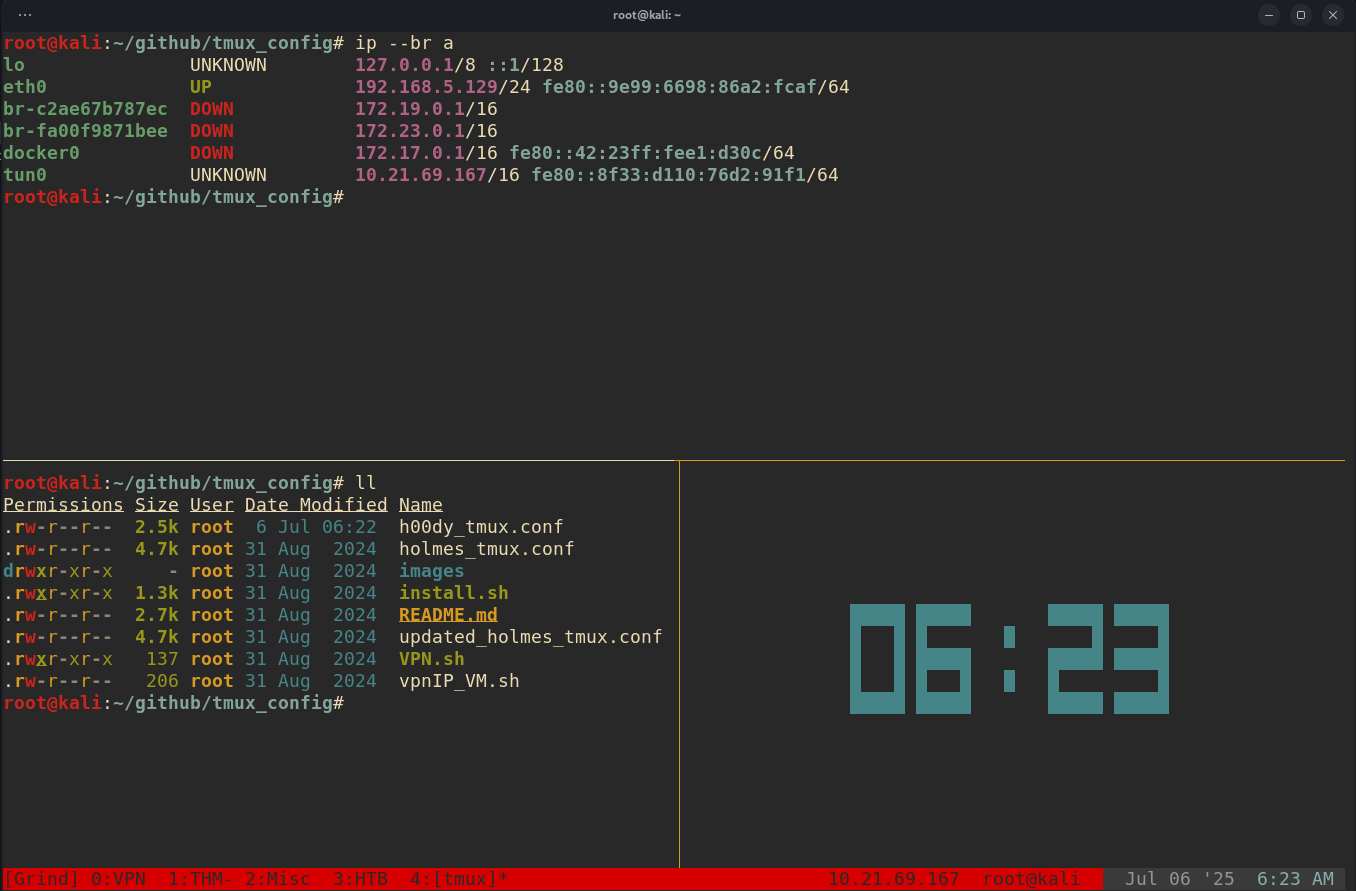 ···
root@kali: ~
root@kali:~/github/tmux_config# ip --br a
lo               UNKNOWN        127.0.0.1/8 ::1/128
eth0             UP             192.168.5.129/24 fe80::9e99:6698:86a2:fcaf/64
br-c2ae67b787ec  DOWN           172.19.0.1/16
br-fa00f9871bee  DOWN           172.23.0.1/16
docker0          DOWN           172.17.0.1/16 fe80::42:23ff:fee1:d30c/64
tun0             UNKNOWN        10.21.69.167/16 fe80::8f33:d110:76d2:91f1/64
root@kali:~/github/tmux_config#
root@kali:~/github/tmux_config# ll
Permissions Size User Date Modified Name
.rw-r--r--  2.5k root  6 Jul 06:22  h00dy_tmux.conf
.rw-r--r--  4.7k root 31 Aug  2024  holmes_tmux.conf
drwxr-xr-x     - root 31 Aug  2024  images
.rwxr-xr-x  1.3k root 31 Aug  2024  install.sh
.rw-r--r--  2.7k root 31 Aug  2024  README.md
.rw-r--r--  4.7k root 31 Aug  2024  updated_holmes_tmux.conf
.rwxr-xr-x   137 root 31 Aug  2024  VPN.sh
.rw-r--r--   206 root 31 Aug  2024  vpnIP_VM.sh
root@kali:~/github/tmux_config#
06:23
[Grind] 0:VPN  1:THM- 2:Misc  3:HTB  4:[tmux]*    10.21.69.167  root@kali    Jul 06 '25  6:23 AM